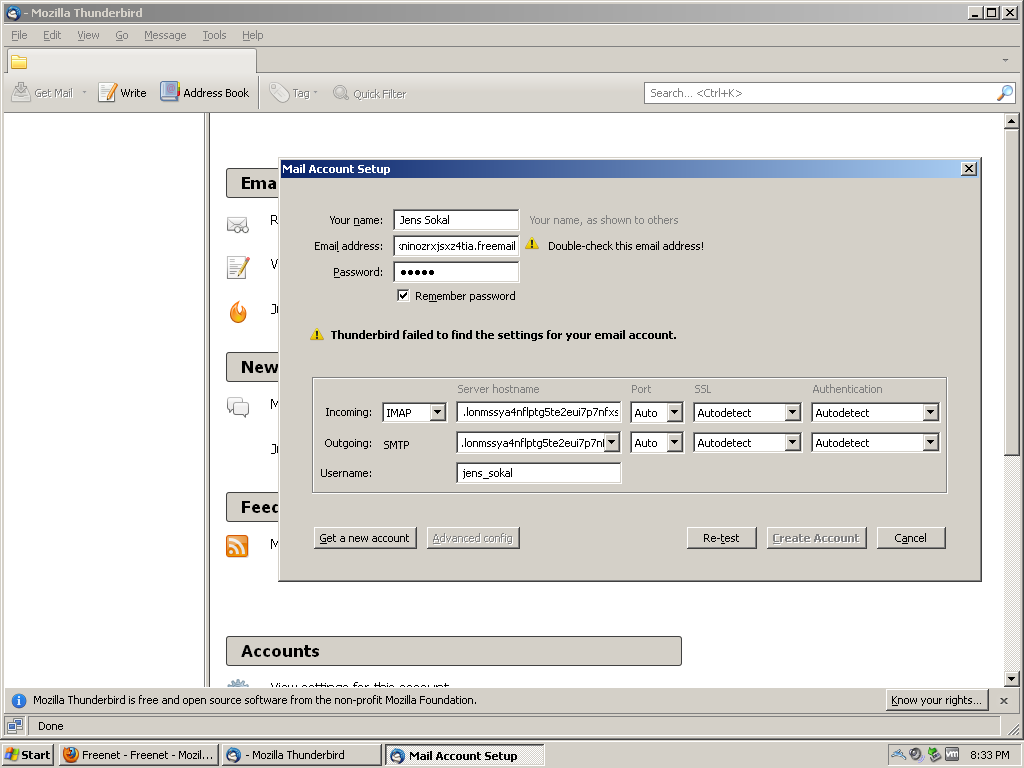 - Mozilla Thunderbird
File Edit View Go Message Tools Help
Get Mail Write Address Book Tag Quick Filter Search... <Ctrl+K>
Mail Account Setup
Ema
Your name: Jens Sokal Your name, as shown to others
Email address: ninozrxjsxz4tia.freemail Double-check this email address!
Password: •••••
Remember password
Thunderbird failed to find the settings for your email account.
New
Server hostname Port SSL Authentication
Incoming: IMAP .lonmssya4nflptg5te2eui7p7nfxs Auto Autodetect Autodetect
Outgoing: SMTP .lonmssya4nflptg5te2eui7p7nl Auto Autodetect Autodetect
Username: jens_sokal
Feed
Get a new account Advanced config Re-test Create Account Cancel
Accounts
View settings for this account
Mozilla Thunderbird is free and open source software from the non-profit Mozilla Foundation. Know your rights...
Done
Start Freenet - Freenet - Mozil... - Mozilla Thunderbird Mail Account Setup 8:33 PM